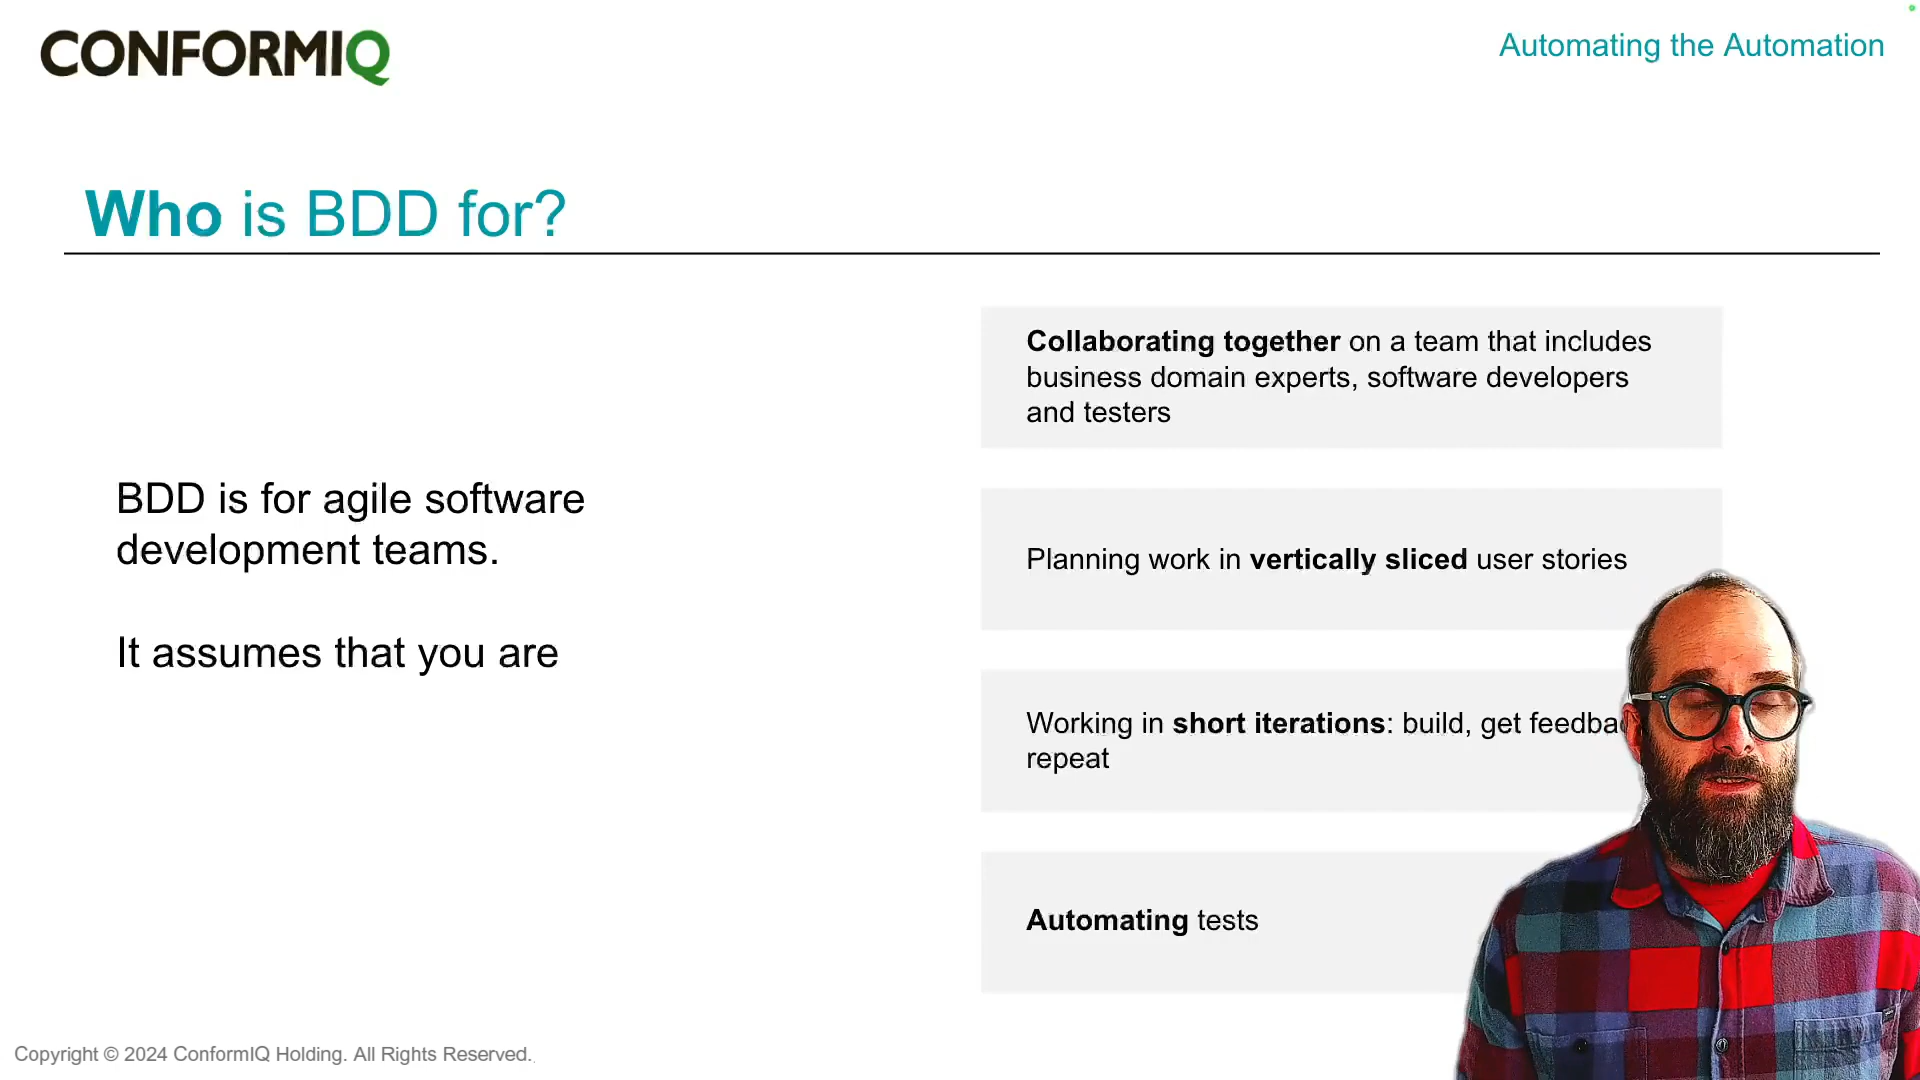 CONFORMIQ
Automating the Automation
Who is BDD for?
BDD is for agile software
development teams.
It assumes that you are
Collaborating together on a team that includes
business domain experts, software developers
and testers
Planning work in vertically sliced user stories
Working in short iterations: build, get
repeat
Automating tests
Copyright © 2024 ConformIQ Holding. All Rights Reserved.